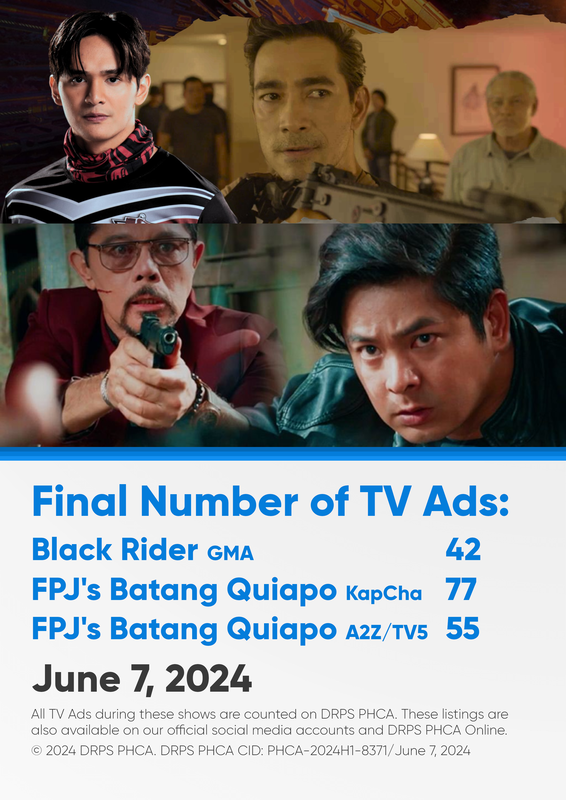 Final Number of TV Ads:
Black Rider GMA 42
FPJ's Batang Quiapo KapCha 77
FPJ's Batang Quiapo A2Z/TV5 55
June 7, 2024
All TV Ads during these shows are counted on DRPS PHCA. These listings are
also available on our official social media accounts and DRPS PHCA Online.
© 2024 DRPS PHCA. DRPS PHCA CID: PHCA-2024H1-8371/June 7, 2024